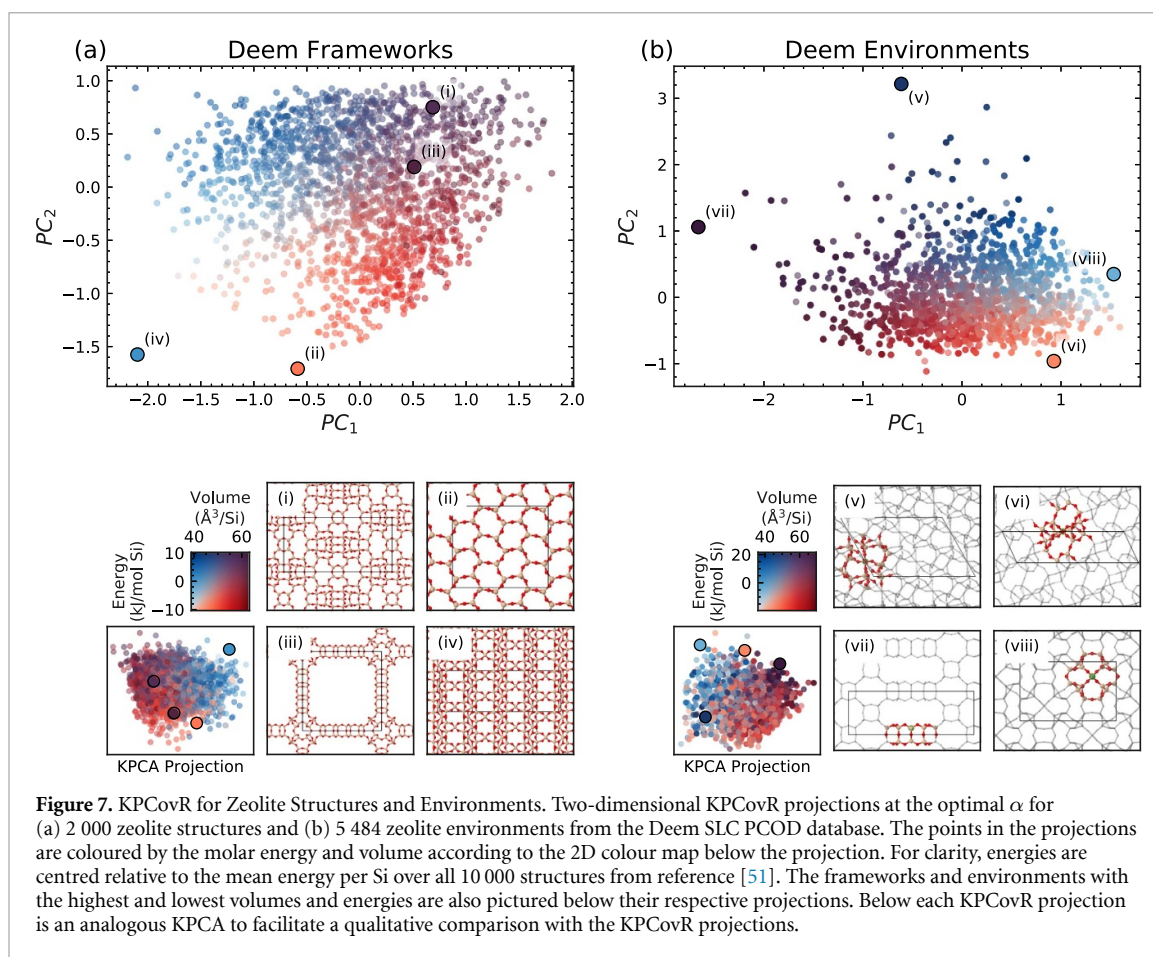 (a) Deem Frameworks
1.0
0.5
0.0
−0.5
−1.0
−1.5
PC2
(i)
(iii)
(iv)
(ii)
−2.0 −1.5 −1.0 −0.5 0.0 0.5 1.0 1.5 2.0
PC1
(b) Deem Environments
3
2
1
0
−1
PC2
(v)
(vii)
(viii)
(vi)
−2 −1 0 1
PC1
Volume
(Å³/Si)
40 60
Energy
(kJ/mol Si)
10
0
−10
(i)
(ii)
(iii)
(iv)
KPCA Projection
Volume
(Å³/Si)
40 60
Energy
(kJ/mol Si)
20
0
(v)
(vi)
(vii)
(viii)
KPCA Projection
Figure 7. KPCovR for Zeolite Structures and Environments. Two-dimensional KPCovR projections at the optimal α for
(a) 2 000 zeolite structures and (b) 5 484 zeolite environments from the Deem SLC PCOD database. The points in the projections
are coloured by the molar energy and volume according to the 2D colour map below the projection. For clarity, energies are
centred relative to the mean energy per Si over all 10 000 structures from reference [51]. The frameworks and environments with
the highest and lowest volumes and energies are also pictured below their respective projections. Below each KPCovR projection
is an analogous KPCA to facilitate a qualitative comparison with the KPCovR projections.